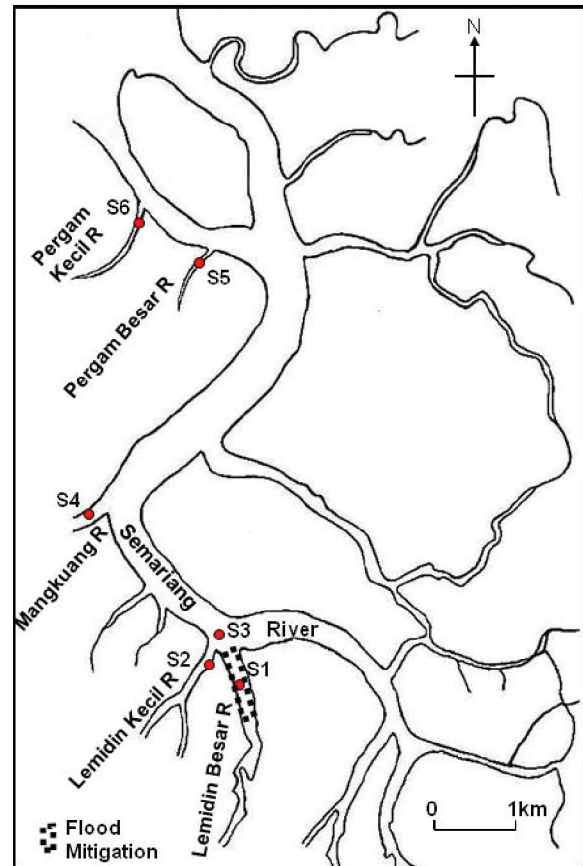 N
S6
Pergam
Kecil R
S5
Pergam Besar R
S4
Mangkuang R
Semariang
River
S3
S2
S1
Lemidin Kecil R
Lemidin Besar R
0 1km
Flood
Mitigation